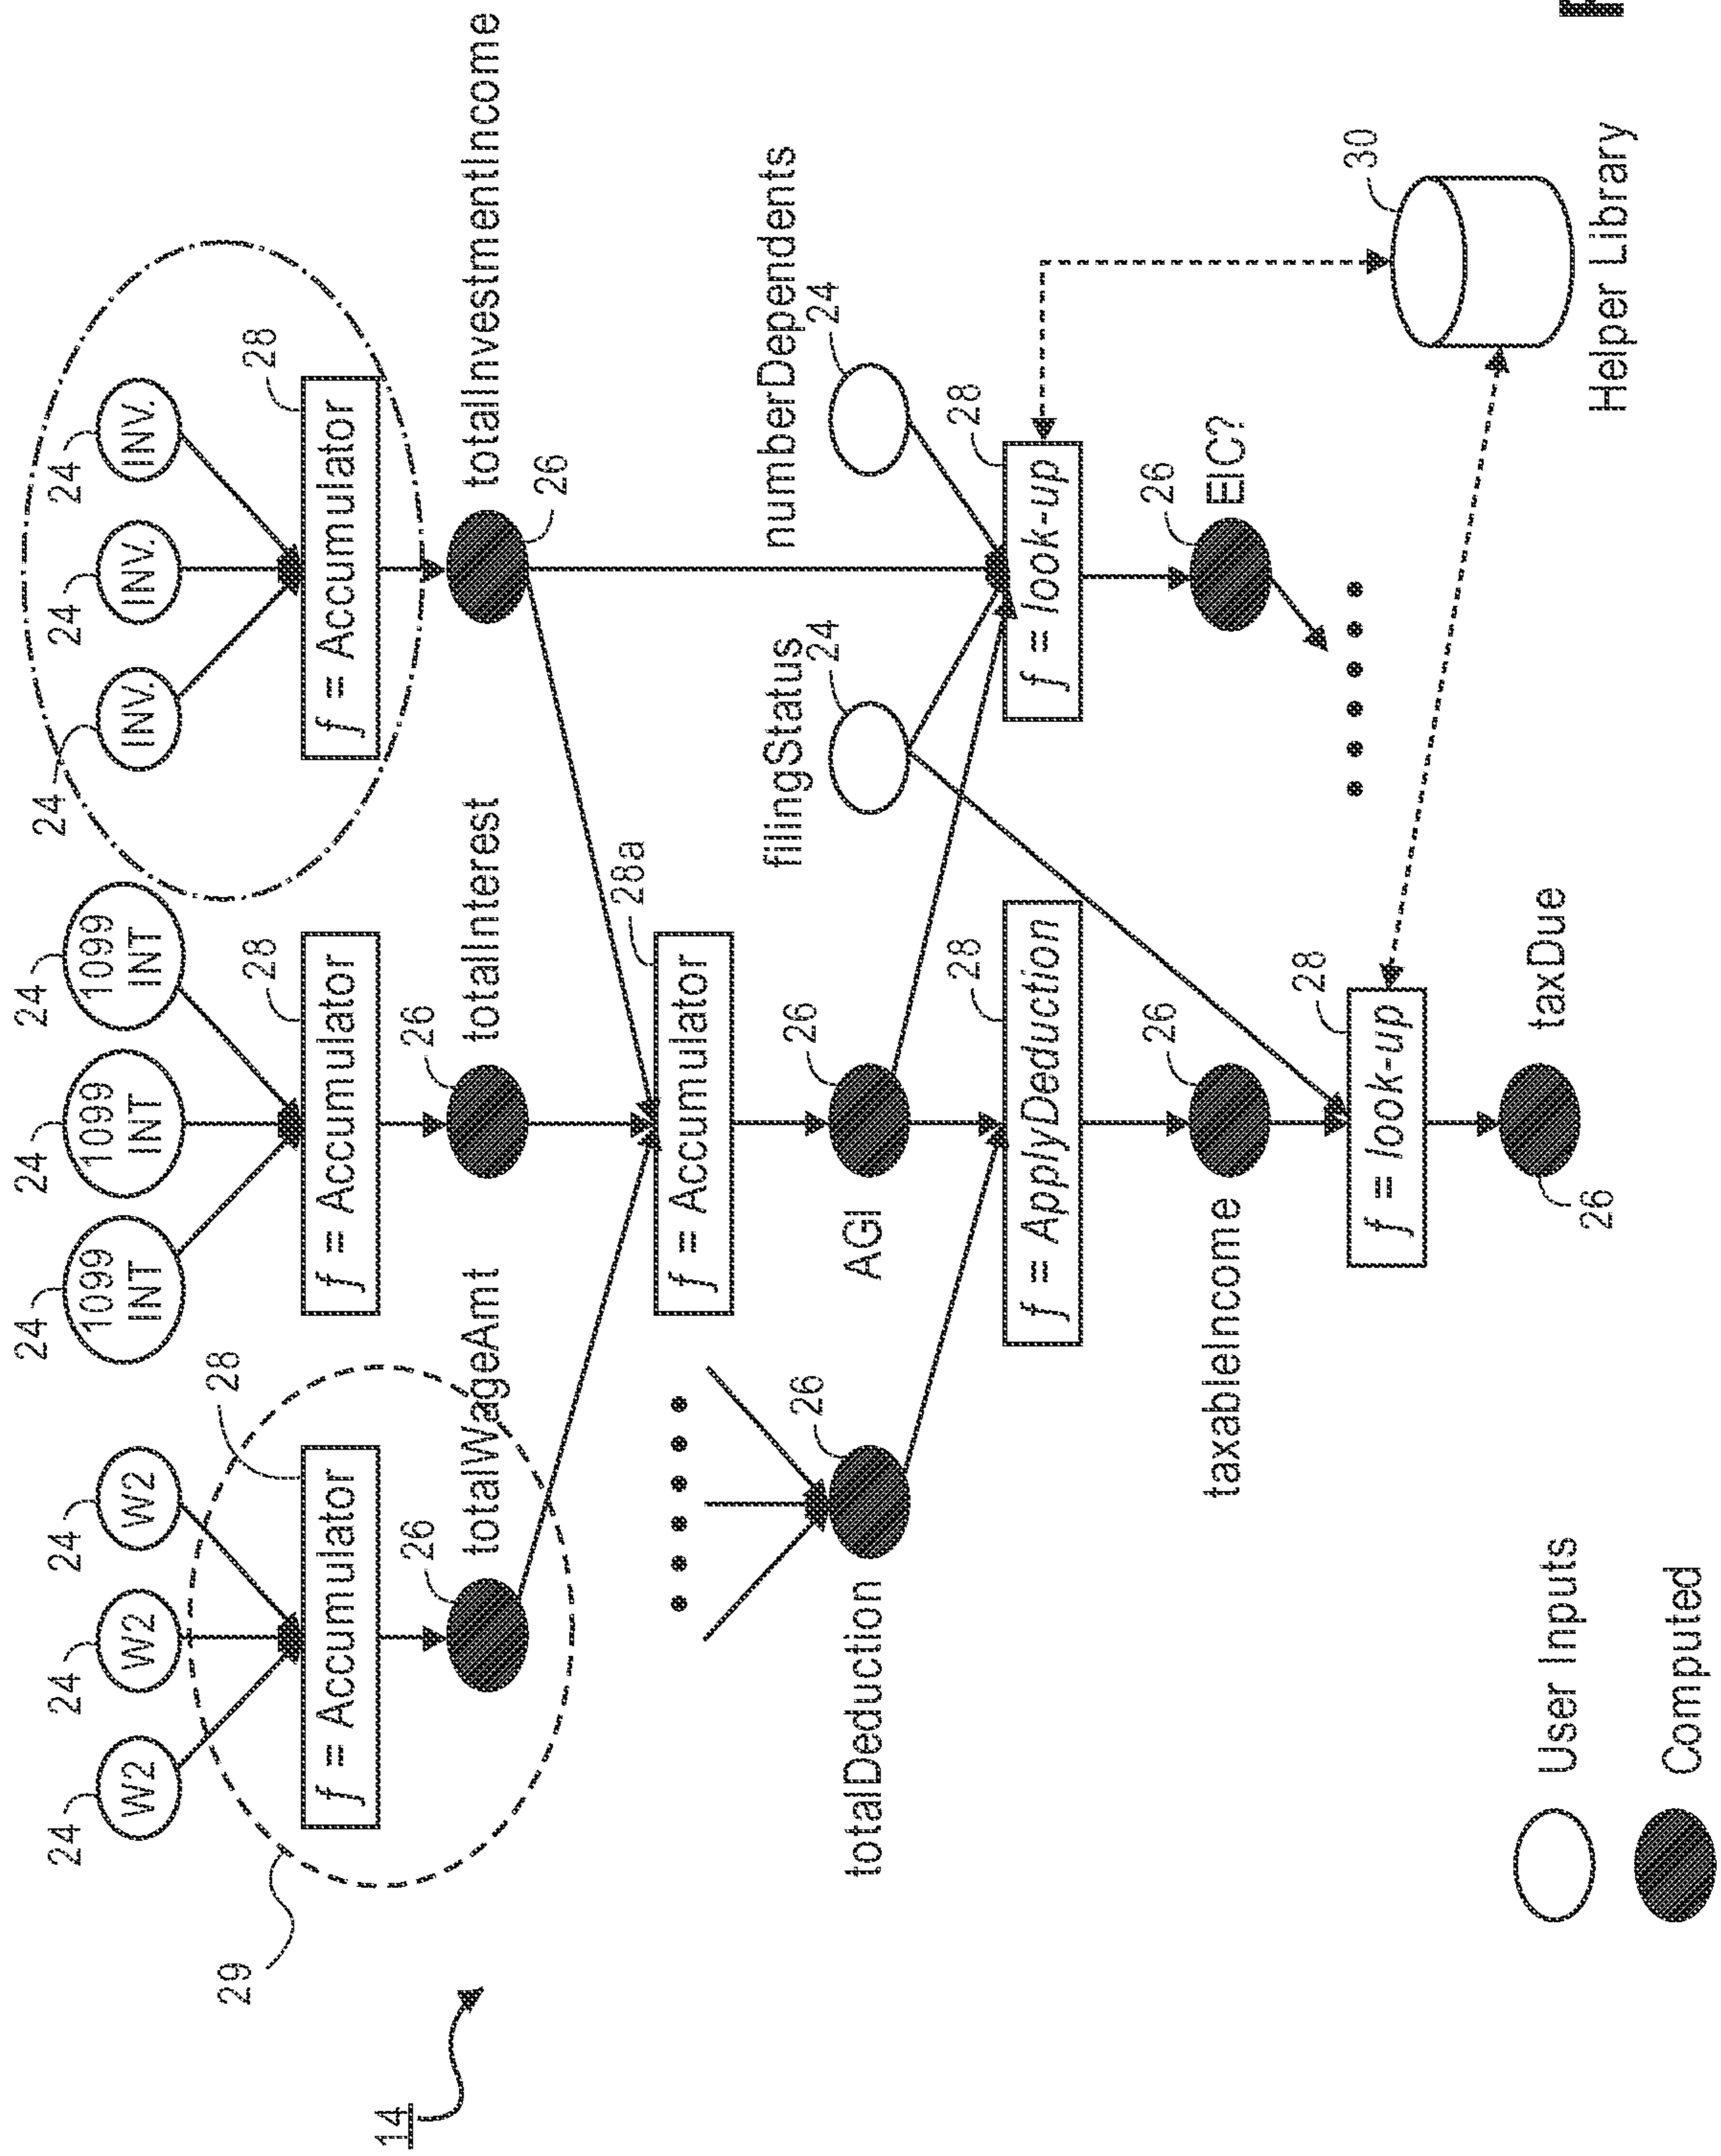 24 24 24 24 24 24 24 24 24
W2 W2 W2 1099 INT 1099 INT 1099 INT INV. INV. INV.
29 28 28 28
f = Accumulator f = Accumulator f = Accumulator
14
26 26 26
totalWageAmt totalInterest totalInvestmentIncome
28a
f = Accumulator
fillingStatus numberDependents
26 26 24 24
totalDeduction AGI
28 28
f = ApplyDeduction f = look-up
26 26
taxableIncome EIC?
28 30
f = look-up
User Inputs 26 taxDue Helper Library
Computed